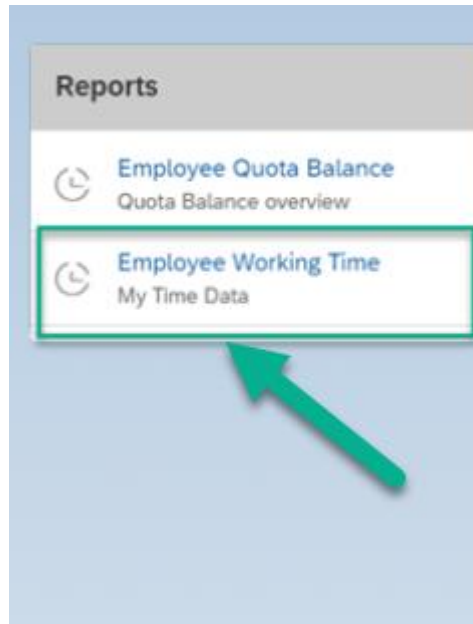 Reports
Employee Quota Balance
Quota Balance overview
Employee Working Time
My Time Data